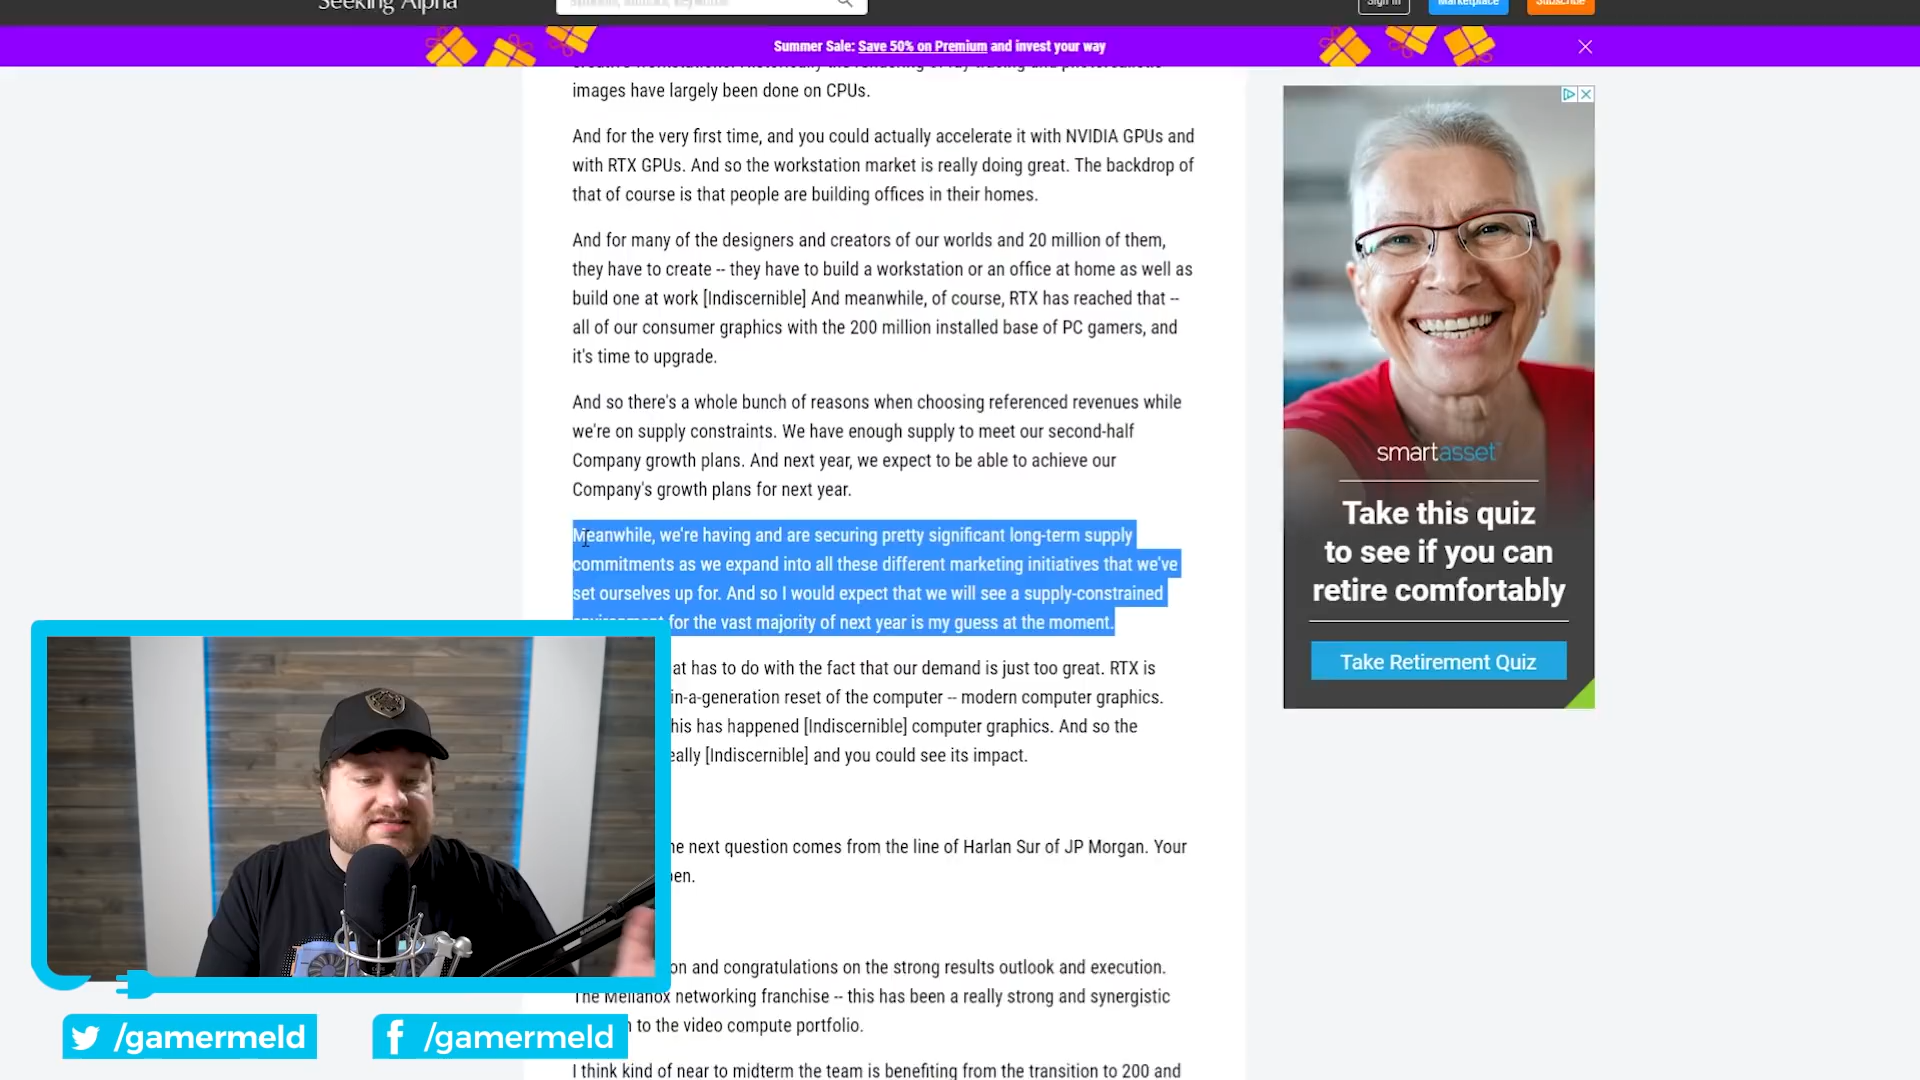 Seeking Alpha
Sign In
Marketplace
Subscribe
Summer Sale: Save 50% on Premium and invest your way
images have largely been done on CPUs.
And for the very first time, and you could actually accelerate it with NVIDIA GPUs and
with RTX GPUs. And so the workstation market is really doing great. The backdrop of
that of course is that people are building offices in their homes.
And for many of the designers and creators of our worlds and 20 million of them,
they have to create -- they have to build a workstation or an office at home as well as
build one at work [Indiscernible] And meanwhile, of course, RTX has reached that --
all of our consumer graphics with the 200 million installed base of PC gamers, and
it's time to upgrade.
And so there's a whole bunch of reasons when choosing referenced revenues while
we're on supply constraints. We have enough supply to meet our second-half
Company growth plans. And next year, we expect to be able to achieve our
Company's growth plans for next year.
Meanwhile, we're having and are securing pretty significant long-term supply
commitments as we expand into all these different marketing initiatives that we've
set ourselves up for. And so I would expect that we will see a supply-constrained
for the vast majority of next year is my guess at the moment.
at has to do with the fact that our demand is just too great. RTX is
in-a-generation reset of the computer -- modern computer graphics.
his has happened [Indiscernible] computer graphics. And so the
eally [Indiscernible] and you could see its impact.
he next question comes from the line of Harlan Sur of JP Morgan. Your
pen.
on and congratulations on the strong results outlook and execution.
The Mellanox networking franchise -- this has been a really strong and synergistic
to the video compute portfolio.
I think kind of near to midterm the team is benefiting from the transition to 200 and
smartasset
Take this quiz
to see if you can
retire comfortably
Take Retirement Quiz
SAMSON
/gamermeld
/gamermeld